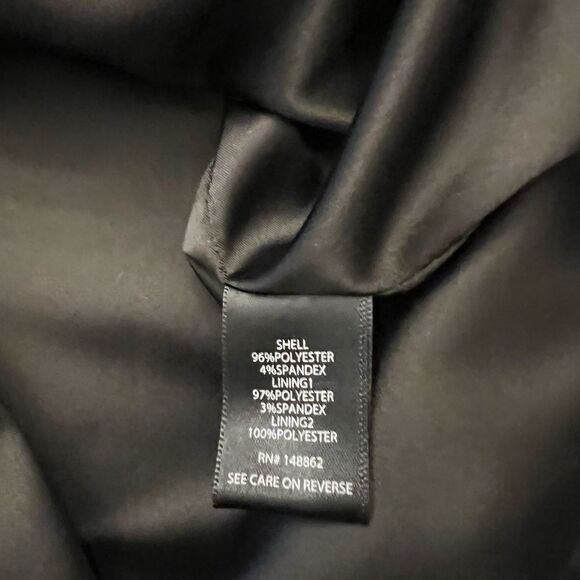 SHELL
96%POLYESTER
4%SPANDEX
LINING1
97%POLYESTER
3%SPANDEX
LINING2
100%POLYESTER
RN# 148862
SEE CARE ON REVERSE